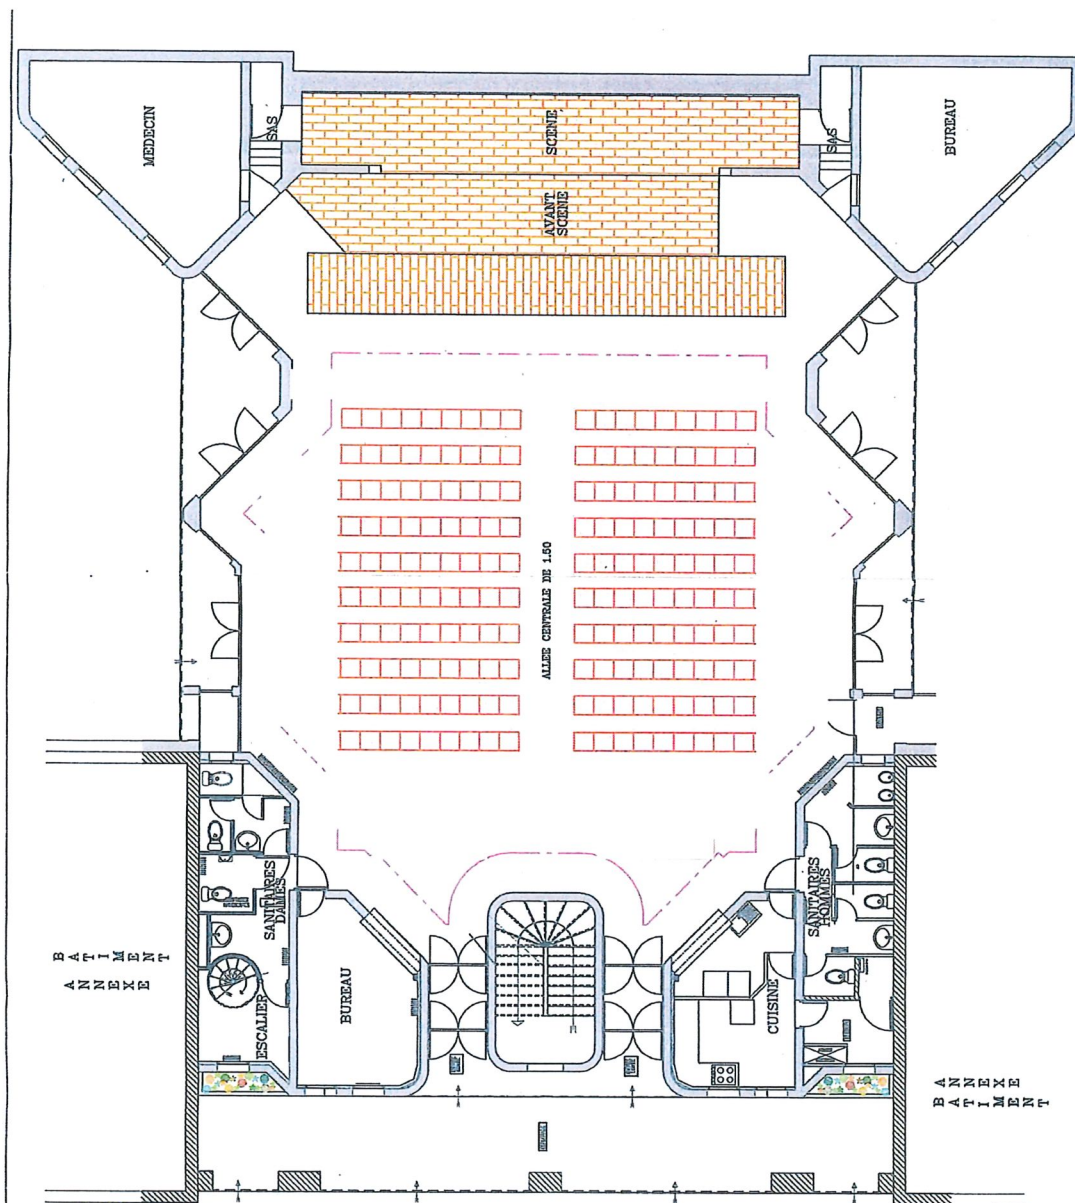 MEDECIN
SAS
SCENE
SAS
BUREAU
AVANT
SCENE
ALLEE CENTRALE DE 1.50
SANITAIRES
DAMES
SANITAIRES
HOMMES
BATIMENT
ANNEXE
ESCALIER
BUREAU
CUISINE
ANNEXE
BATIMENT